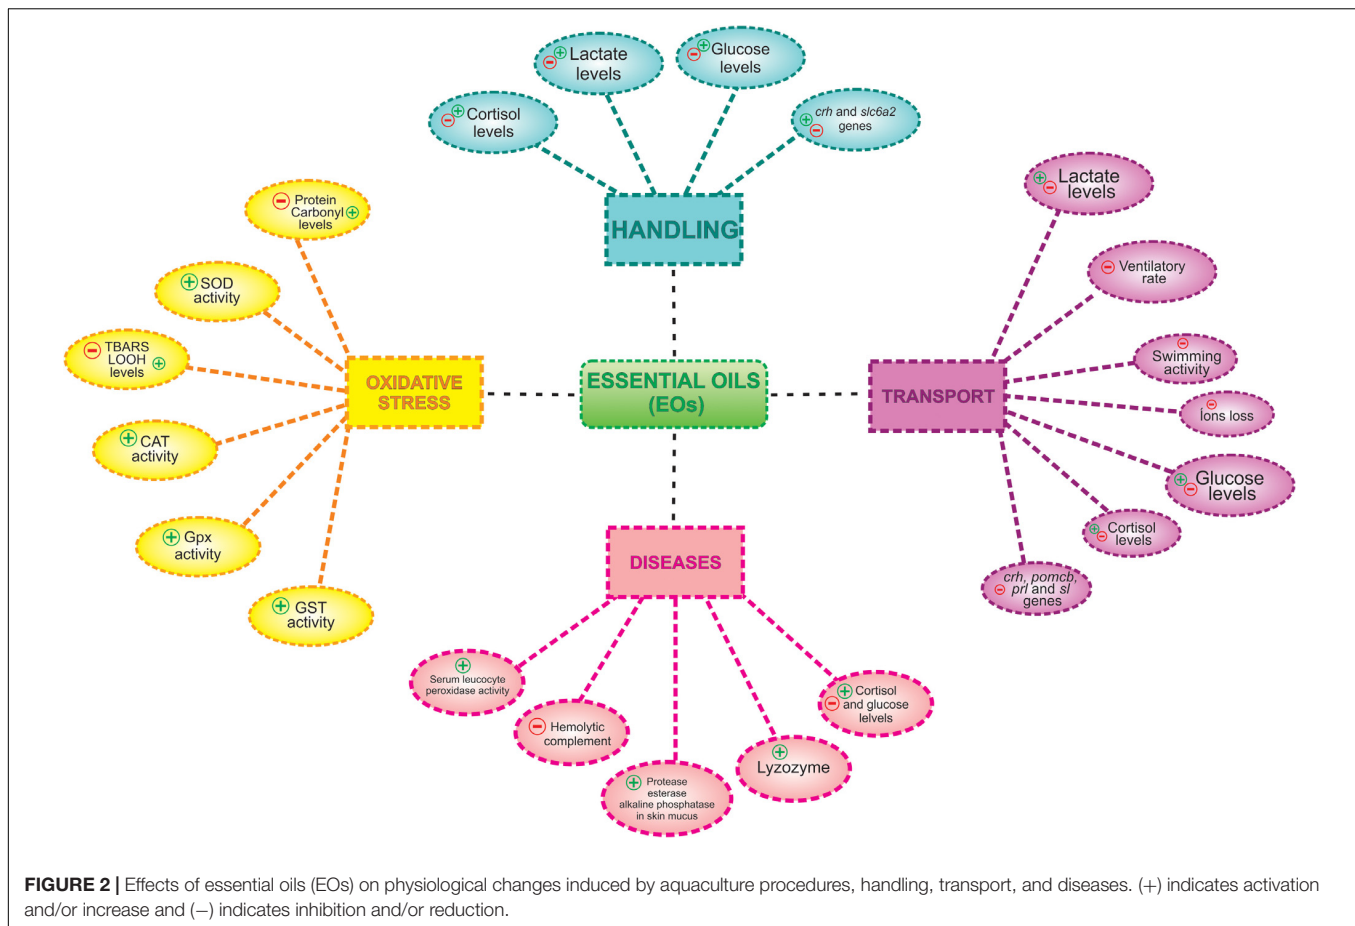 Lactate
levels
Glucose
levels
Cortisol
levels
crh and slc6a2
genes
HANDLING
Protein
Carbonyl
levels
SOD
activity
TBARS
LOOH
levels
CAT
activity
Gpx
activity
GST
activity
OXIDATIVE
STRESS
ESSENTIAL OILS
(EOs)
TRANSPORT
Lactate
levels
Ventilatory
rate
Swimming
activity
Íons loss
Glucose
levels
Cortisol
levels
crh, pomcb,
prl and sl
genes
DISEASES
Serum leucocyte
peroxidase activity
Hemolytic
complement
Protease
esterase
alkaline phosphatase
in skin mucus
Lyzozyme
Cortisol
and glucose
lelvels
FIGURE 2 | Effects of essential oils (EOs) on physiological changes induced by aquaculture procedures, handling, transport, and diseases. (+) indicates activation
and/or increase and (−) indicates inhibition and/or reduction.